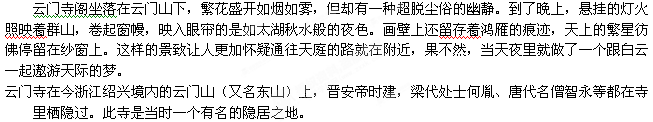 云门寺阁坐落在云门山下，繁花盛开如烟如雾，但却有一种超脱尘俗的幽静。到了晚上，悬挂的灯火
照映着群山，卷起窗幔，映入眼帘的是如太湖秋水般的夜色。画壁上还留存着鸿雁的痕迹，天上的繁星彷
佛停留在纱窗上。这样的景致让人更加怀疑通往天庭的路就在附近，果不然，当天夜里就做了一个跟白云
一起遨游天际的梦。
云门寺在今浙江绍兴境内的云门山（又名东山）上，晋安帝时建，梁代处士何胤、唐代名僧智永等都在寺
里栖隐过。此寺是当时一个有名的隐居之地。